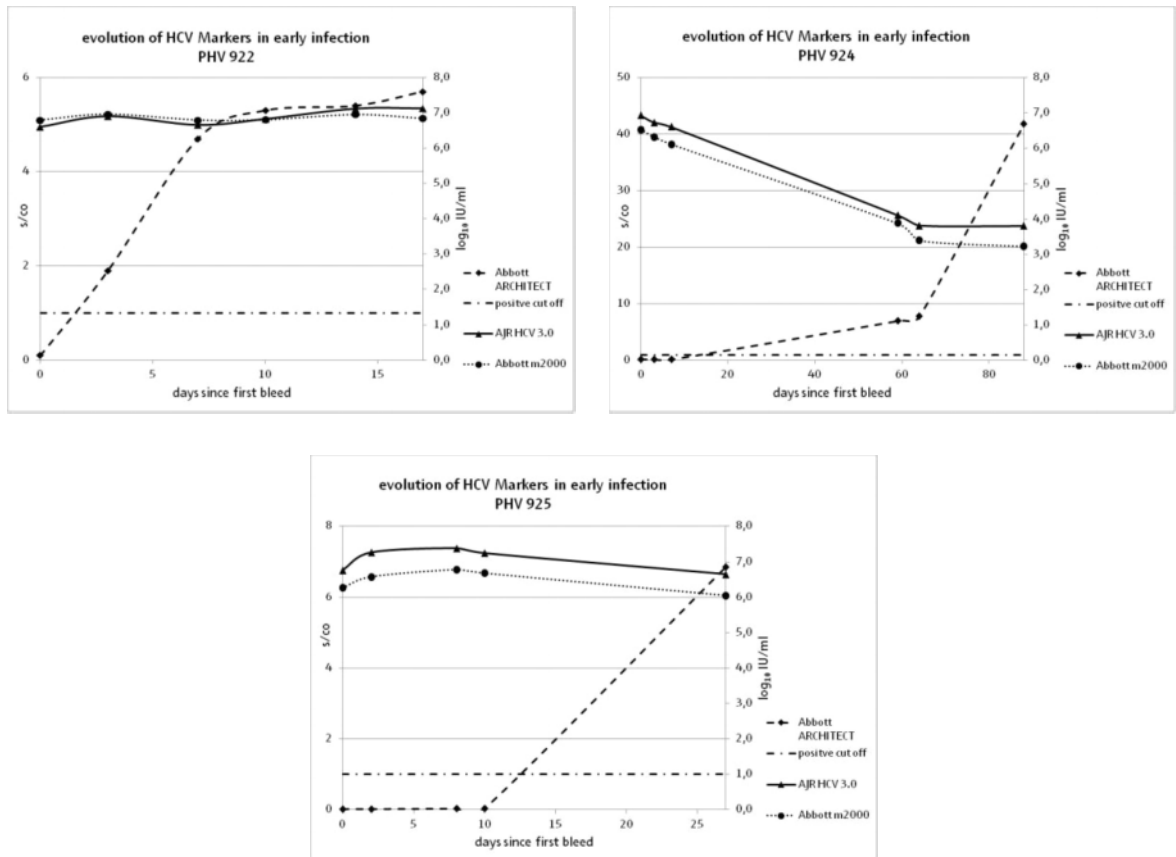 evolution of HCV Markers in early infection
PHV 922
6
4
2
0
s/co
8,0
7,0
6,0
5,0
4,0
3,0
2,0
1,0
0,0
log10 IU/ml
0 5 10 15
days since first bleed
Abbott
ARCHITECT
positve cut off
AJR HCV 3.0
Abbott m2000
evolution of HCV Markers in early infection
PHV 924
50
40
30
20
10
0
s/co
8,0
7,0
6,0
5,0
4,0
3,0
2,0
1,0
0,0
log10 IU/ml
0 20 40 60 80
days since first bleed
Abbott
ARCHITECT
positve cut off
AJR HCV 3.0
Abbott m2000
evolution of HCV Markers in early infection
PHV 925
8
6
4
2
0
s/co
8,0
7,0
6,0
5,0
4,0
3,0
2,0
1,0
0,0
log10 IU/ml
0 5 10 15 20 25
days since first bleed
Abbott
ARCHITECT
positve cut off
AJR HCV 3.0
Abbott m2000